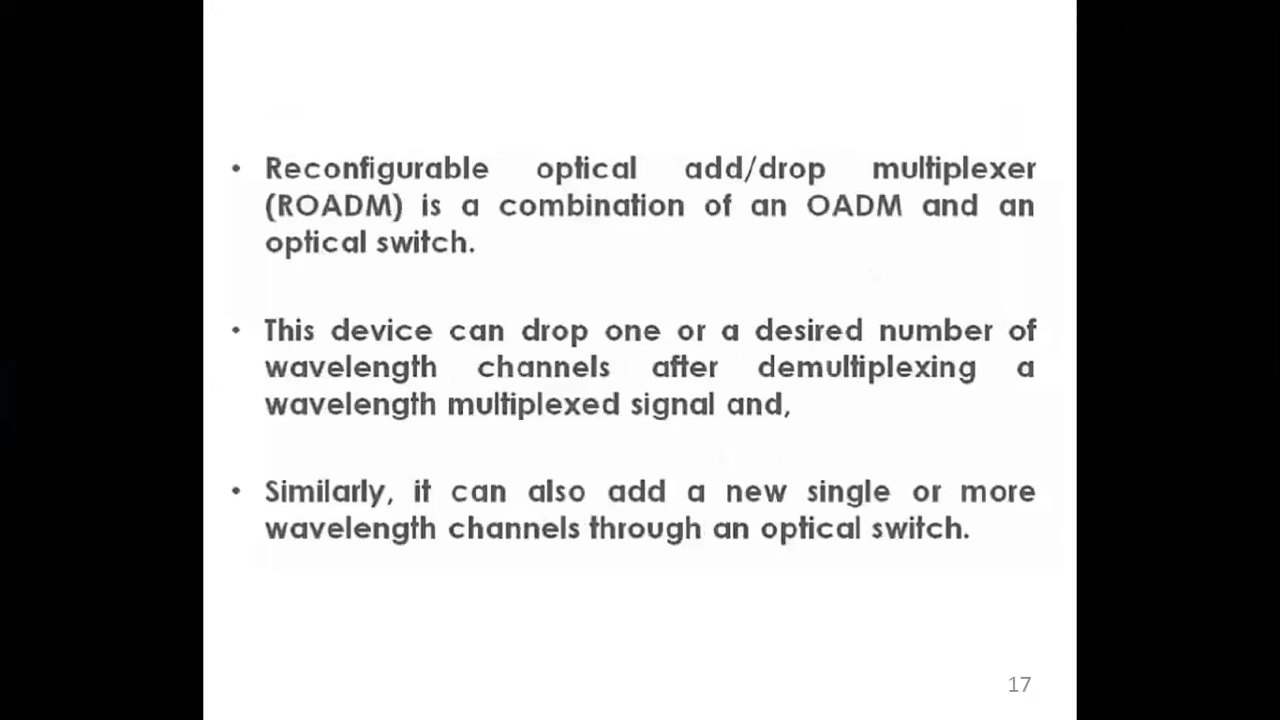 • Reconfigurable optical add/drop multiplexer
(ROADM) is a combination of an OADM and an
optical switch.
• This device can drop one or a desired number of
wavelength channels after demultiplexing a
wavelength multiplexed signal and,
• Similarly, it can also add a new single or more
wavelength channels through an optical switch.
17